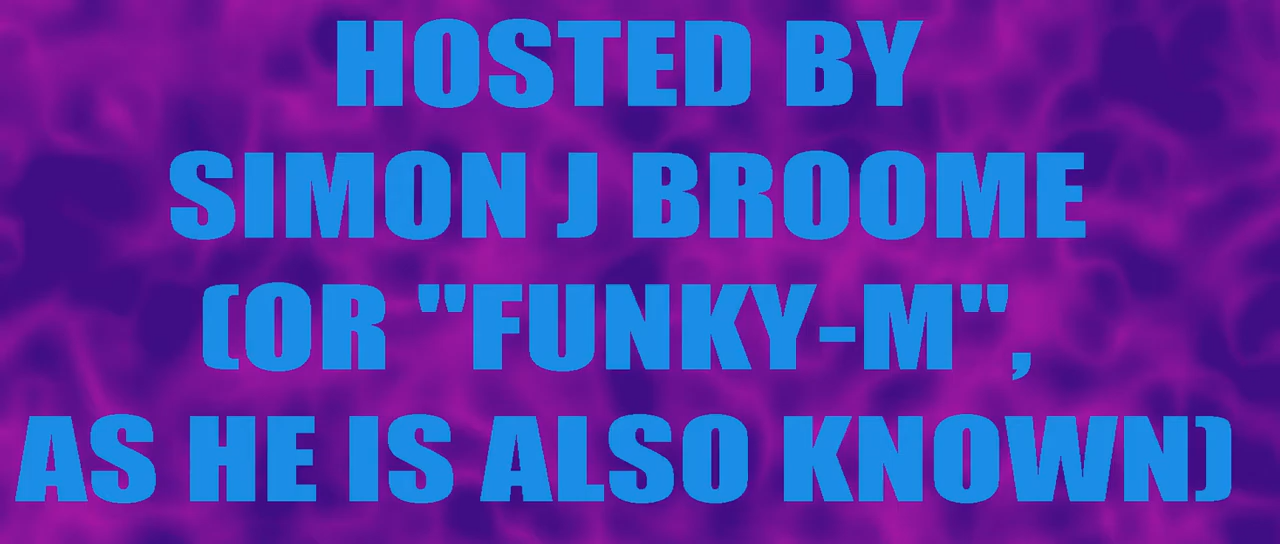 HOSTED BY
SIMON J BROOME
(OR "FUNKY-M",
AS HE IS ALSO KNOWN)